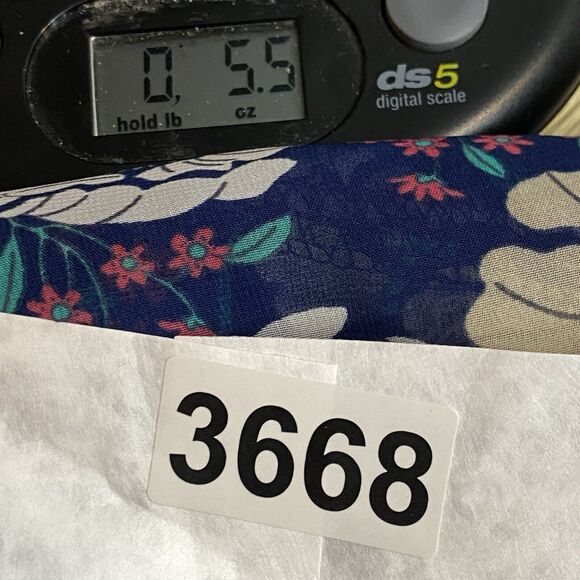 0, 5.5
hold lb oz
ds5
digital scale
3668